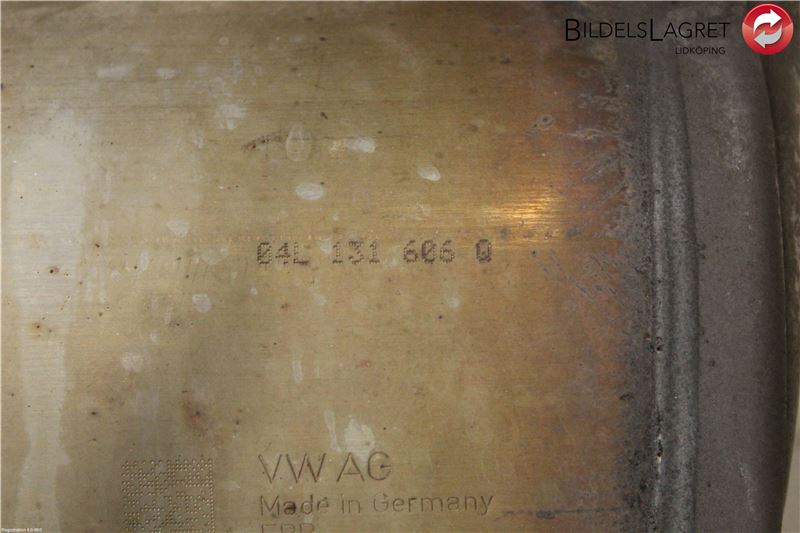 BILDELSLAGRET
LIDKÖPING
04L 131 606 Q
VW AG
Made in Germany